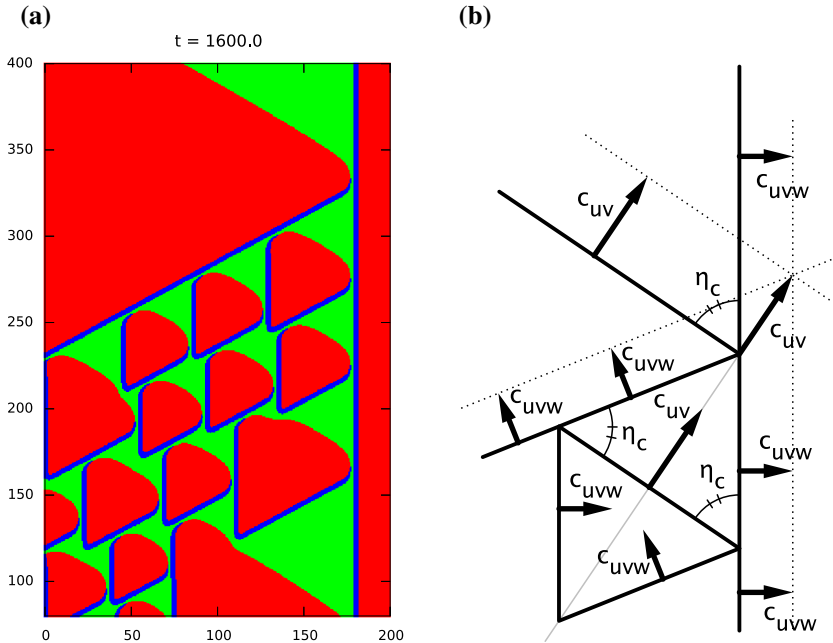 (a)
(b)
t = 1600.0
400
350
300
250
200
150
100
0
50
100
150
200
c_uvw
c_uv
η_c
c_uv
c_uvw
c_uvw
c_uv
η_c
c_uvw
η_c
c_uvw
c_uvw
c_uvw